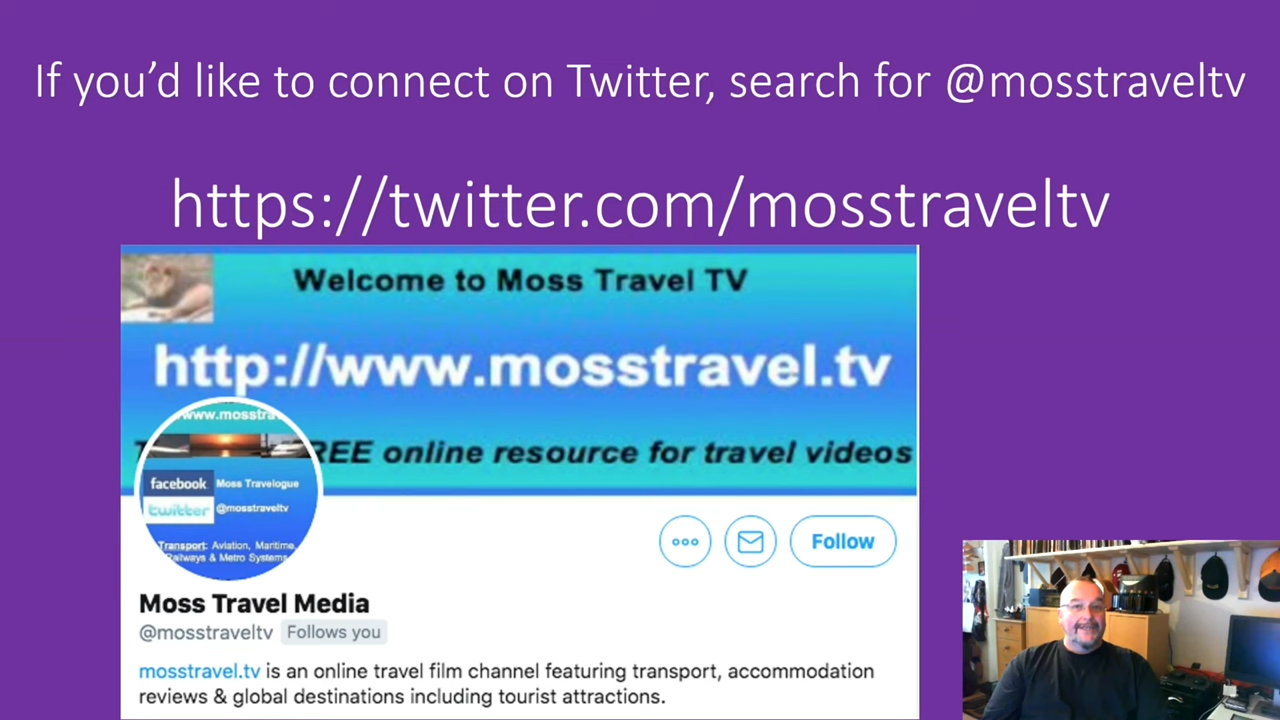 If you’d like to connect on Twitter, search for @mosstraveltv
https://twitter.com/mosstraveltv
Welcome to Moss Travel TV
http://www.mosstravel.tv
online resource for travel videos
www.mosstra
facebook Moss Travelogue
twitter @mosstraveltv
Transport: Aviation, Maritime,
Railways & Metro Systems
Follow
Moss Travel Media
@mosstraveltv Follows you
mosstravel.tv is an online travel film channel featuring transport, accommodation
reviews & global destinations including tourist attractions.